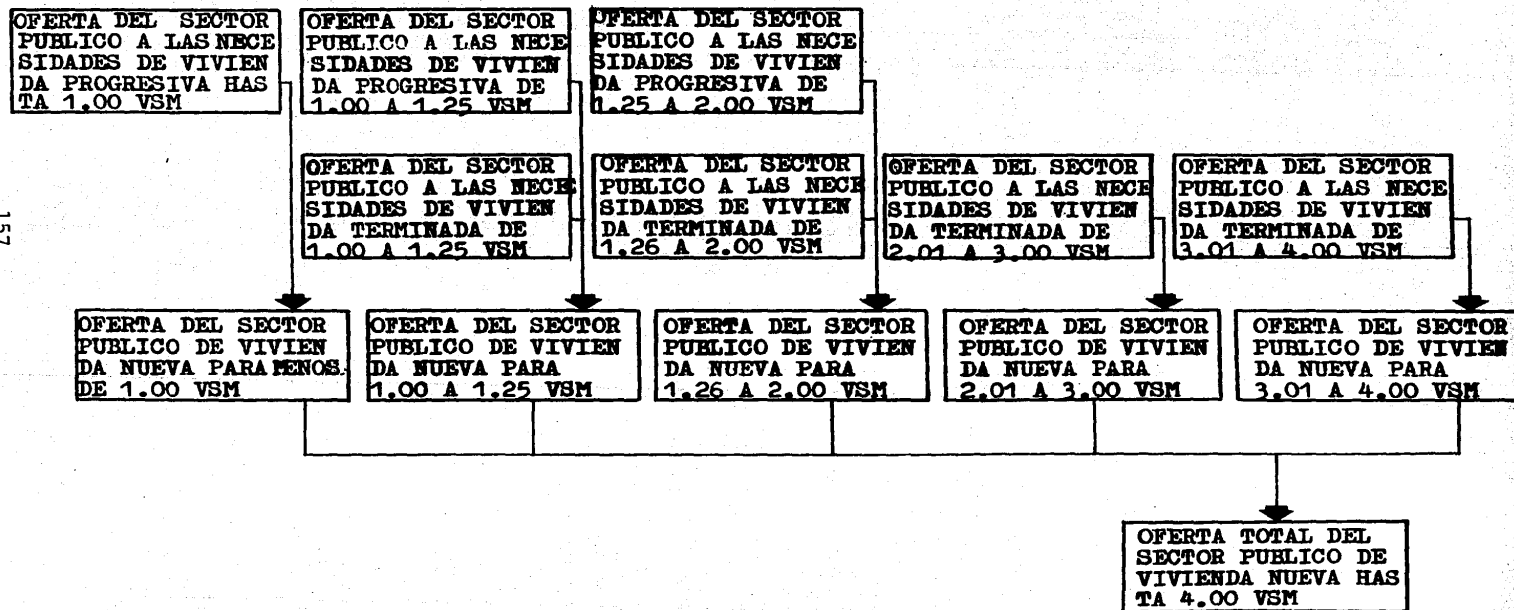 OFERTA DEL SECTOR
PUBLICO A LAS NECE
SIDADES DE VIVIEN
DA PROGRESIVA HAS
TA 1.00 VSM
OFERTA DEL SECTOR
PUBLICO A LAS NECE
SIDADES DE VIVIEN
DA PROGRESIVA DE
1.00 A 1.25 VSM
OFERTA DEL SECTOR
PUBLICO A LAS NECE
SIDADES DE VIVIEN
DA PROGRESIVA DE
1.25 A 2.00 VSM
OFERTA DEL SECTOR
PUBLICO A LAS NECE
SIDADES DE VIVIEN
DA TERMINADA DE
1.00 A 1.25 VSM
OFERTA DEL SECTOR
PUBLICO A LAS NECE
SIDADES DE VIVIEN
DA TERMINADA DE
1.26 A 2.00 VSM
OFERTA DEL SECTOR
PUBLICO A LAS NECE
SIDADES DE VIVIEN
DA TERMINADA DE
2.01 A 3.00 VSM
OFERTA DEL SECTOR
PUBLICO A LAS NECE
SIDADES DE VIVIEN
DA TERMINADA DE
3.01 A 4.00 VSM
157
OFERTA DEL SECTOR
PUBLICO DE VIVIEN
DA NUEVA PARA MENOS
DE 1.00 VSM
OFERTA DEL SECTOR
PUBLICO DE VIVIEN
DA NUEVA PARA
1.00 A 1.25 VSM
OFERTA DEL SECTOR
PUBLICO DE VIVIEN
DA NUEVA PARA
1.26 A 2.00 VSM
OFERTA DEL SECTOR
PUBLICO DE VIVIEN
DA NUEVA PARA
2.01 A 3.00 VSM
OFERTA DEL SECTOR
PUBLICO DE VIVIEN
DA NUEVA PARA
3.01 A 4.00 VSM
OFERTA TOTAL DEL
SECTOR PUBLICO DE
VIVIENDA NUEVA HAS
TA 4.00 VSM